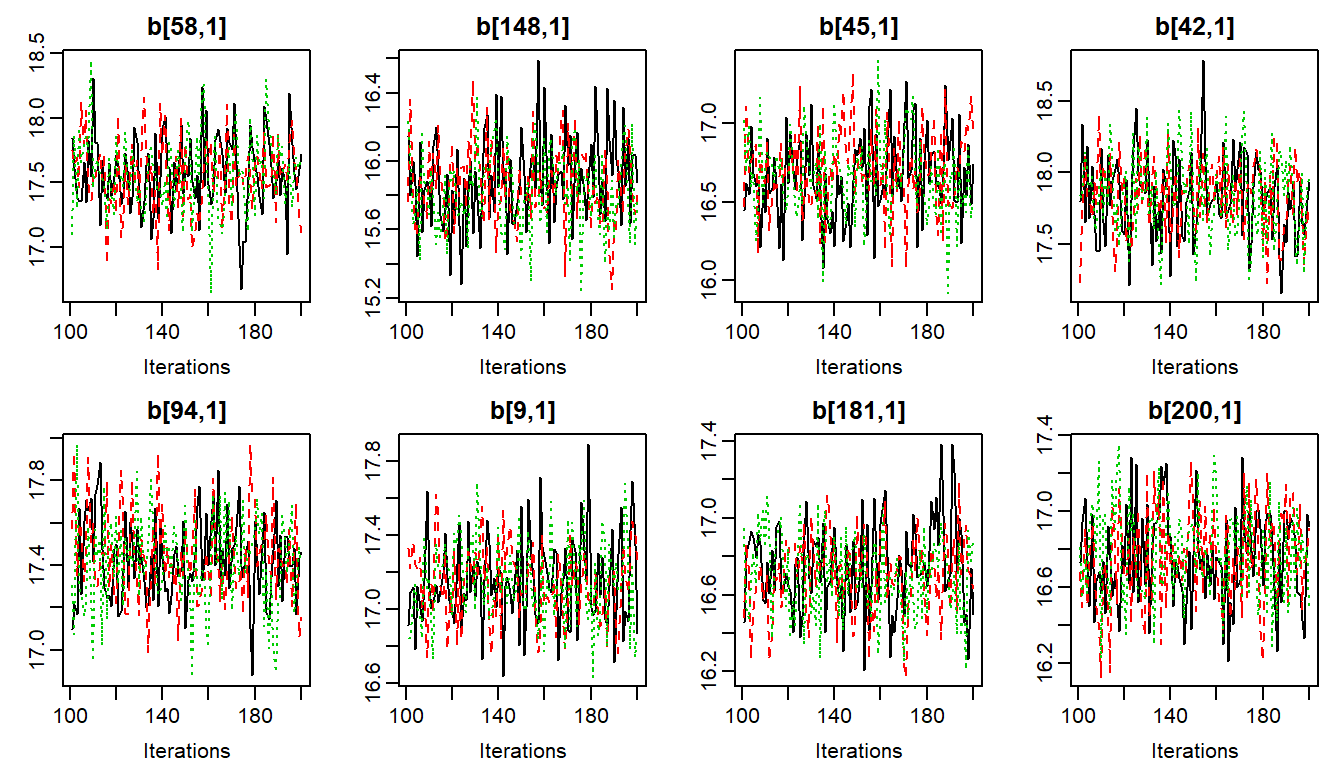 b[58,1] b[148,1] b[45,1] b[42,1]
18.5 18.0 17.5 17.0
16.4 16.0 15.6 15.2
17.0 16.5 16.0
18.5 18.0 17.5
100 140 180 100 140 180 100 140 180 100 140 180
Iterations Iterations Iterations Iterations
b[94,1] b[9,1] b[181,1] b[200,1]
17.8 17.4 17.0
17.8 17.4 17.0 16.6
17.4 17.0 16.6 16.2
17.4 17.0 16.6 16.2
100 140 180 100 140 180 100 140 180 100 140 180
Iterations Iterations Iterations Iterations